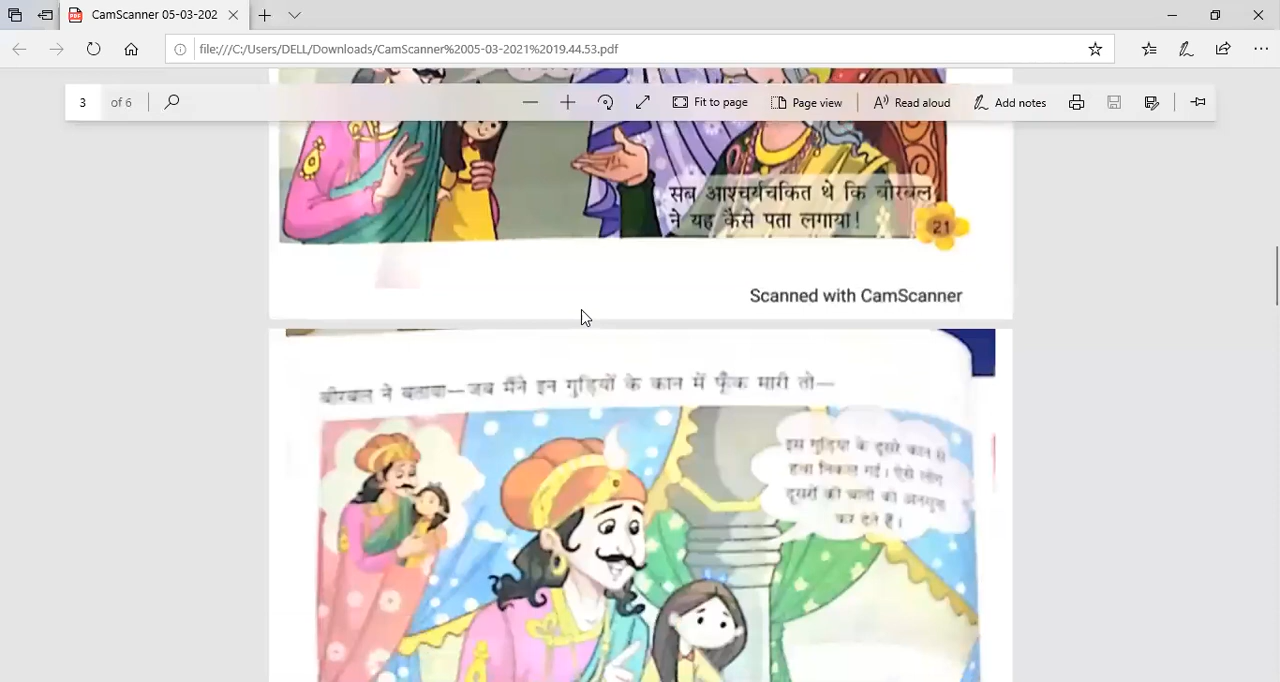 CamScanner 05-03-202
file:///C:/Users/DELL/Downloads/CamScanner%2005-03-2021%2019.44.53.pdf
3 of 6
Fit to page
Page view
Read aloud
Add notes
सब आश्चर्यचकित थे कि बीरबल
ने यह कैसे पता लगाया!
21
Scanned with CamScanner
बीरबल ने बताया—जब मैंने इन गुड़ियों के कान में फूँक मारी तो—
इस गुड़िया के दूसरे कान से
हवा निकल गई। ऐसे लोग
दूसरों की बातों को अनसुना
कर देते हैं।